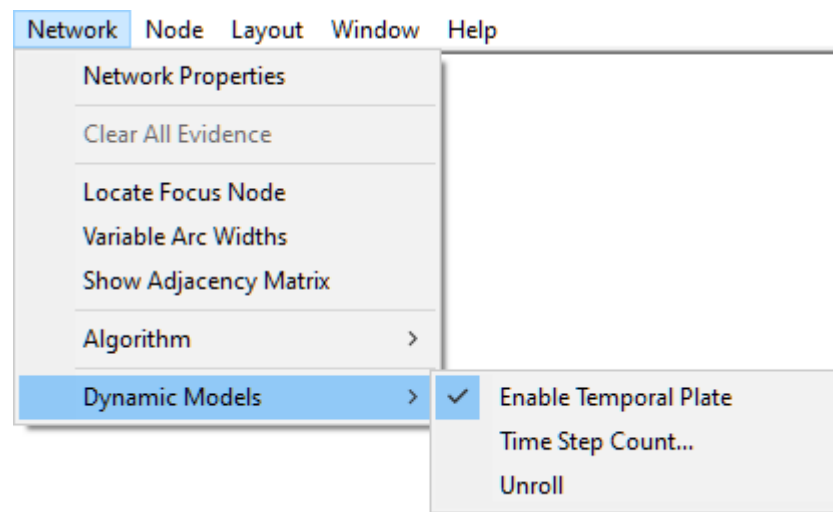 Network Node Layout Window Help
Network Properties
Clear All Evidence
Locate Focus Node
Variable Arc Widths
Show Adjacency Matrix
Algorithm
Dynamic Models
Enable Temporal Plate
Time Step Count...
Unroll